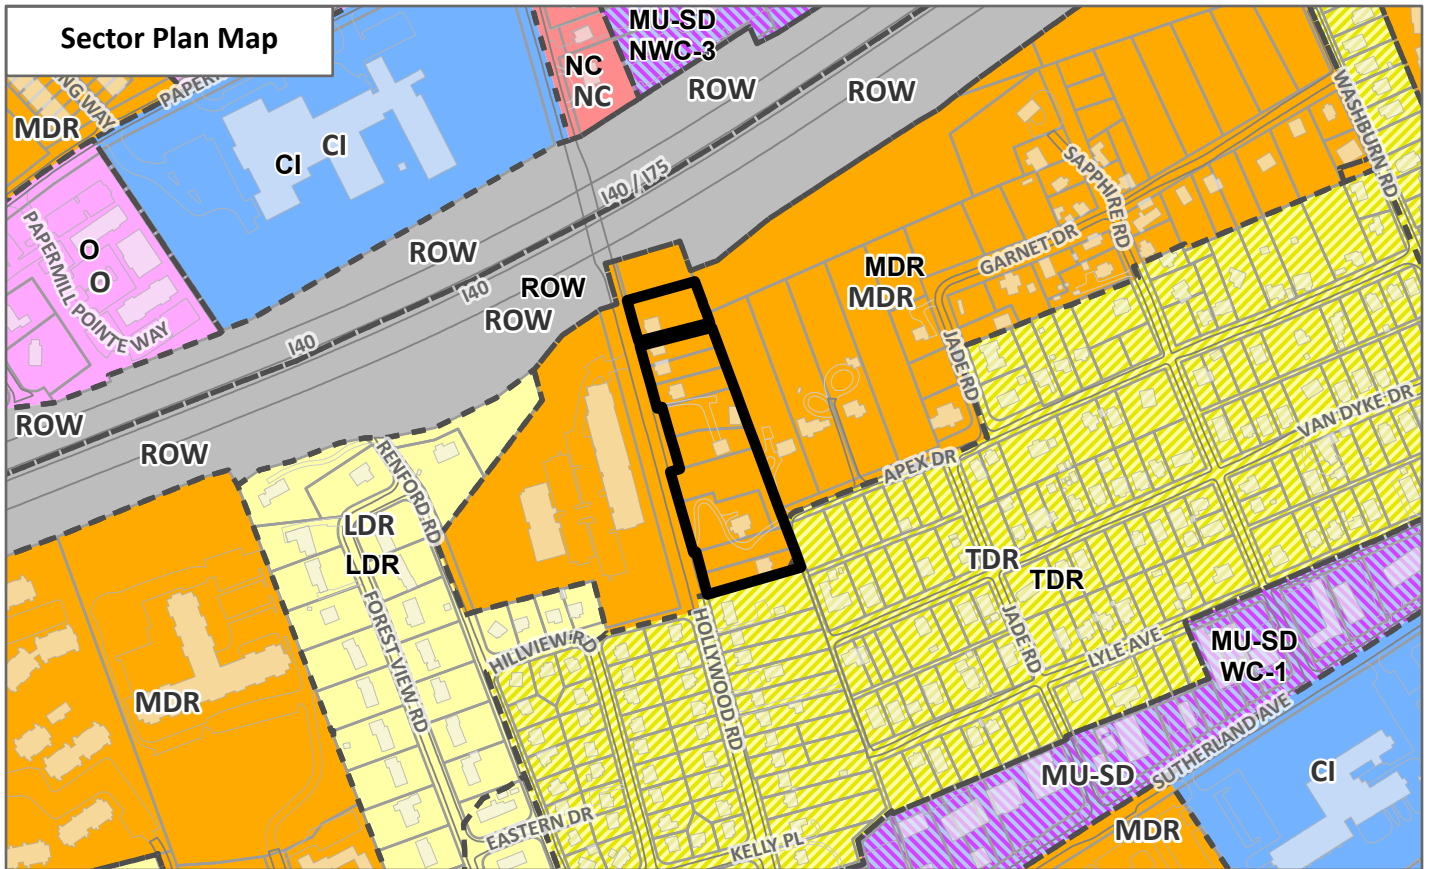 Sector Plan Map
MU-SD
NWC-3
NC
NC
ROW
ROW
NG WAY
PAPERM
MDR
CI
CI
WASHBURN RD
SAPPHIRE RD
I40 / I75
PAPERMILL POINTE WAY
O
O
ROW
ROW
ROW
I40
I40
GARNET DR
MDR
MDR
JADE RD
ROW
ROW
RENFORD RD
VAN DYKE DR
APEX DR
LDR
LDR
TDR
TDR
FOREST VIEW RD
HILLVIEW RD
HOLLYWOOD RD
JADE RD
LYLE AVE
MU-SD
WC-1
MDR
SUTHERLAND AVE
MU-SD
CI
EASTERN DR
KELLY PL
MDR